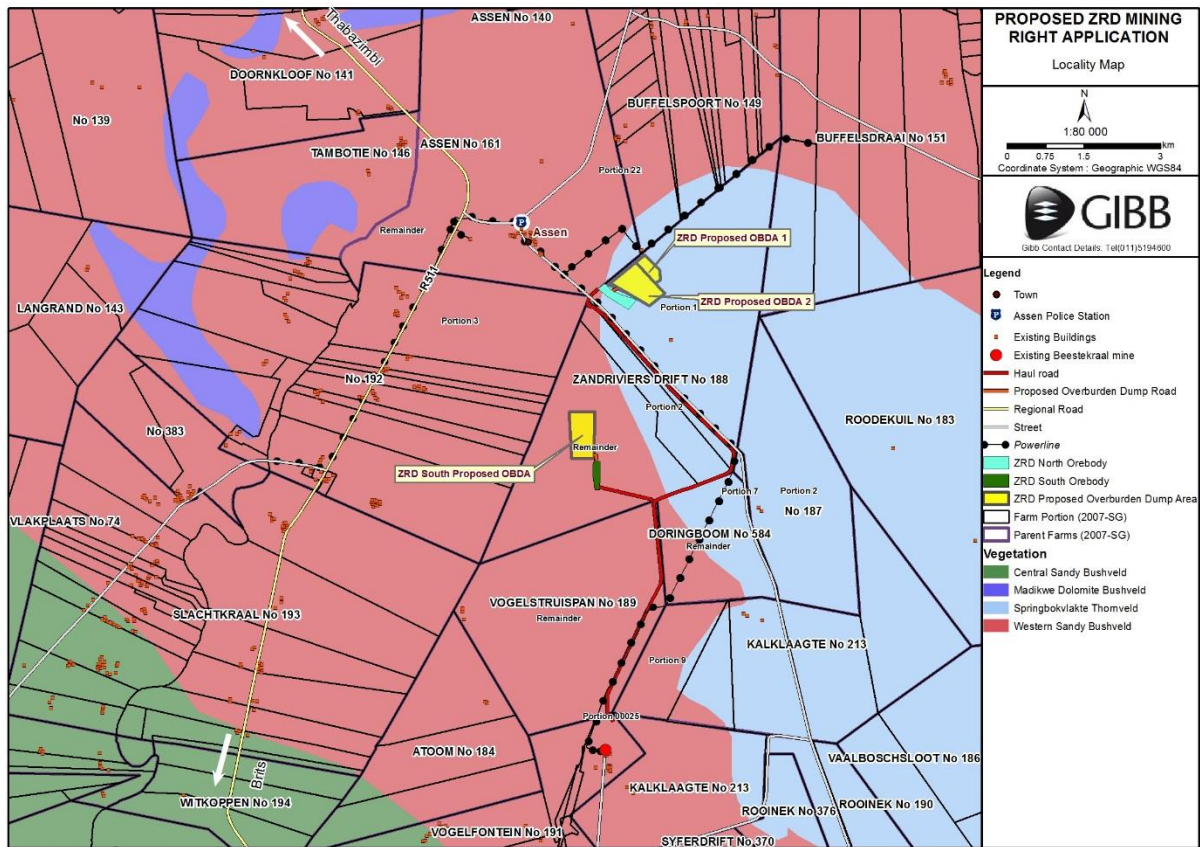 ASSEN No 140
Thabazimbi
DOORNKLOOF No 141
No 139
BUFFELSPOORT No 149
BUFFELSDRAAI No 151
TAMBOTIE No 146
ASSEN No 161
Portion 22
Remainder
P
Assen
ZRD Proposed OBDA 1
R511
ZRD Proposed OBDA 2
LANGRAND No 143
Portion 1
Portion 3
No 192
ZANDRIVIERS DRIFT No 188
Portion 2
ROODEKUIL No 183
No 383
Remainder
ZRD South Proposed OBDA
Portion 7
Portion 2
No 187
VLAKPLAATS No 74
DORINGBOOM No 584
Remainder
SLACHTKRAAL No 193
VOGELSTRUISPAN No 189
Remainder
KALKLAAGTE No 213
Portion 9
Portion 00025
ATOOM No 184
VAALBOSCHSLOOT No 186
Brits
KALKLAAGTE No 213
WITKOPPEN No 194
ROOINEK No 376
ROOINEK No 190
VOGELFONTEIN No 191
SYFERDRIFT No 370
PROPOSED ZRD MINING
RIGHT APPLICATION
Locality Map
N
1:80 000
km
0 0.75 1.5 3
Coordinate System : Geographic WGS84
GIBB
Gibb Contact Details: Tel(011)5194600
Legend
Town
P Assen Police Station
Existing Buildings
Existing Beestekraal mine
Haul road
Proposed Overburden Dump Road
Regional Road
Street
Powerline
ZRD North Orebody
ZRD South Orebody
ZRD Proposed Overburden Dump Area
Farm Portion (2007-SG)
Parent Farms (2007-SG)
Vegetation
Central Sandy Bushveld
Madikwe Dolomite Bushveld
Springbokvlakte Thornveld
Western Sandy Bushveld